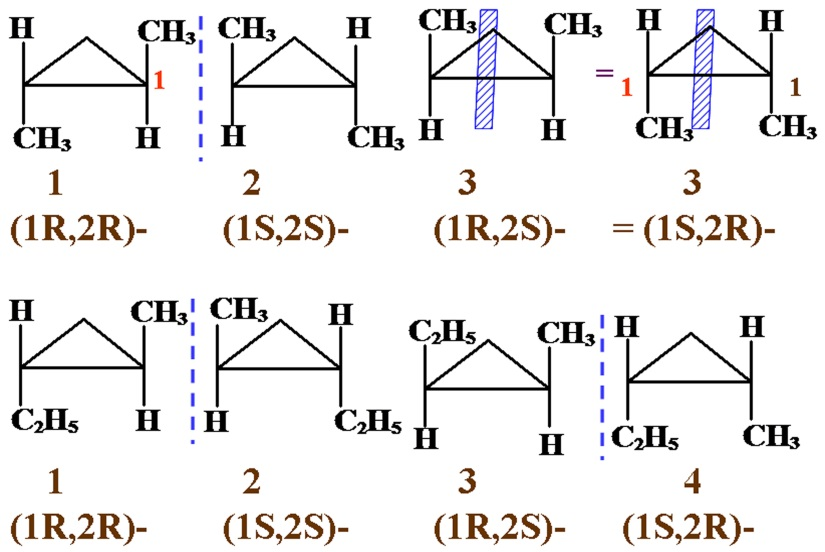 H CH₃ CH₃ H CH₃ CH₃ H H
1 = 1 1
CH₃ H H CH₃ H H CH₃ CH₃
1 2 3 3
(1R,2R)- (1S,2S)- (1R,2S)- = (1S,2R)-
H CH₃ CH₃ H C₂H₅ CH₃ H H
C₂H₅ H H C₂H₅ H H C₂H₅ CH₃
1 2 3 4
(1R,2R)- (1S,2S)- (1R,2S)- (1S,2R)-